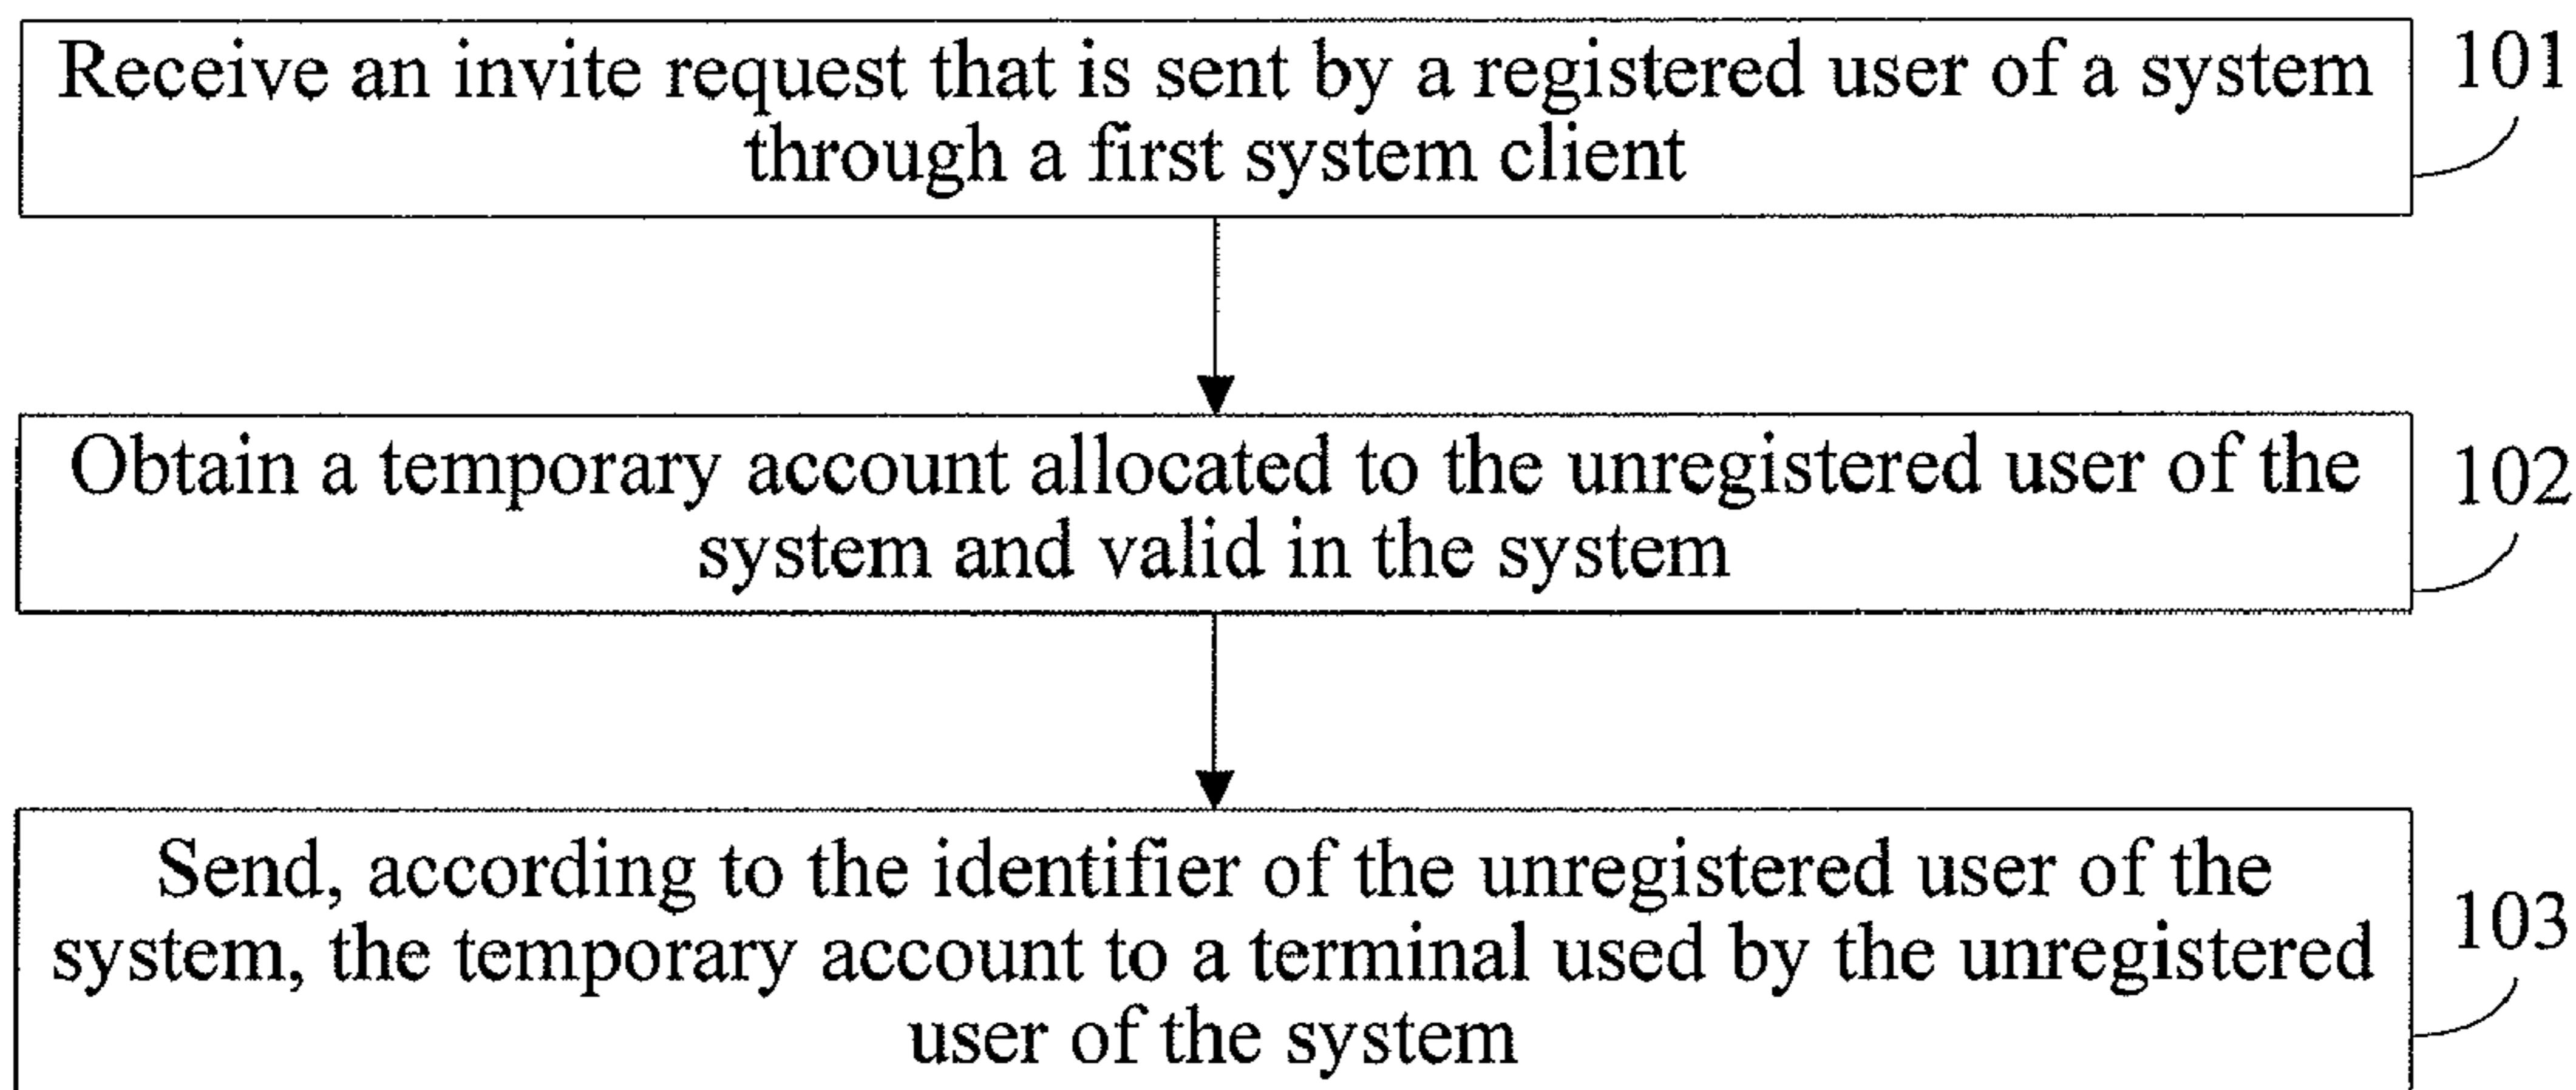 Receive an invite request that is sent by a registered user of a system
through a first system client
101
Obtain a temporary account allocated to the unregistered user of the
system and valid in the system
102
Send, according to the identifier of the unregistered user of the
system, the temporary account to a terminal used by the unregistered
user of the system
103